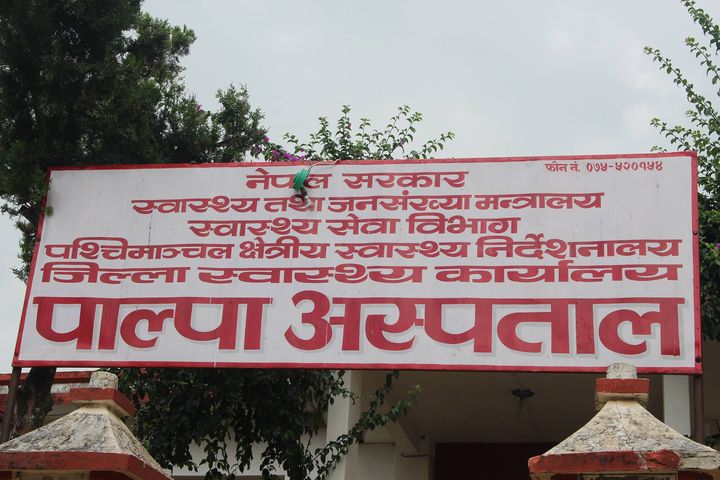 फोन नं. ०७५-५२०१५४
नेपाल सरकार
स्वास्थ्य तथा जनसंख्या मन्त्रालय
स्वास्थ्य सेवा विभाग
पश्चिमाञ्चल क्षेत्रीय स्वास्थ्य निर्देशनालय
जिल्ला स्वास्थ्य कार्यालय
पाल्पा अस्पताल